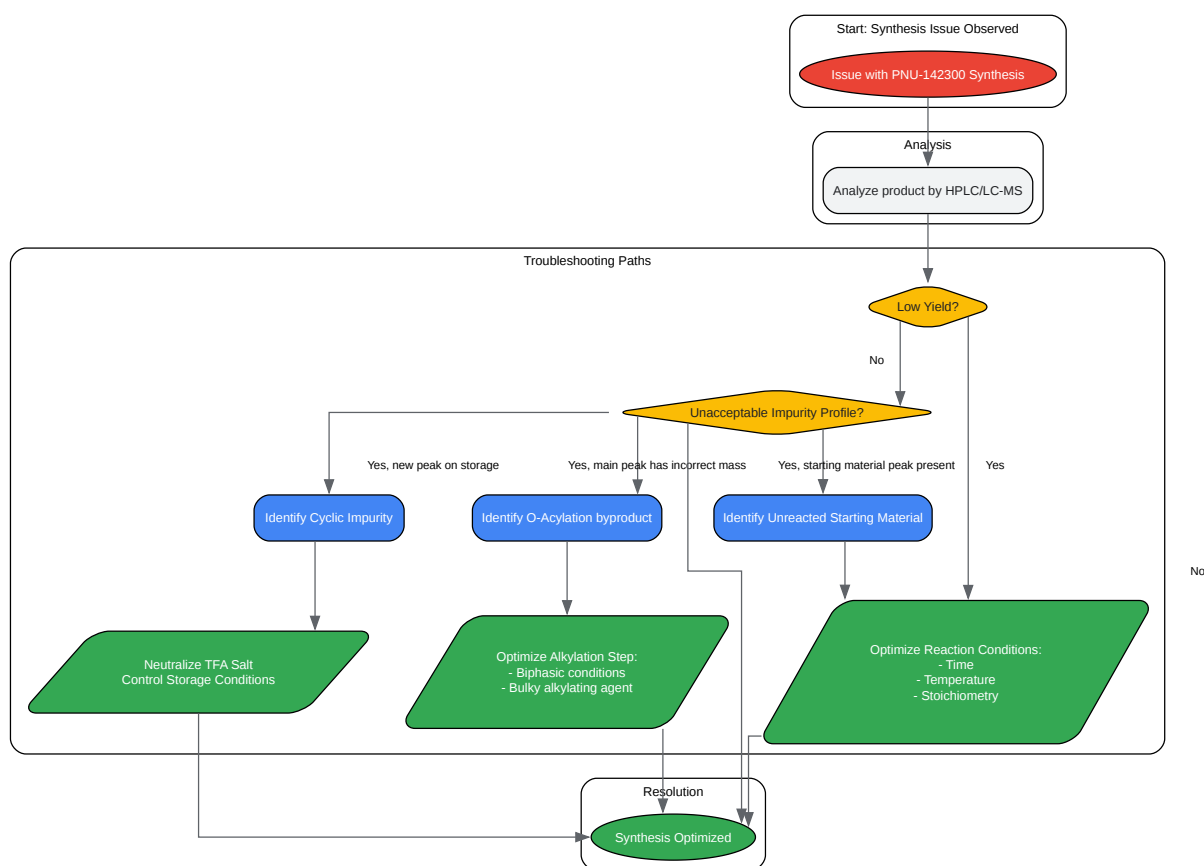 Start: Synthesis Issue Observed
Issue with PNU-142300 Synthesis
Analysis
Analyze product by HPLC/LC-MS
Troubleshooting Paths
Low Yield?
No
Unacceptable Impurity Profile?
Yes, new peak on storage
Yes, main peak has incorrect mass
Yes, starting material peak present
Yes
Identify Cyclic Impurity
Identify O-Acylation byproduct
Identify Unreacted Starting Material
No
Neutralize TFA Salt
Control Storage Conditions
Optimize Alkylation Step:
- Biphasic conditions
- Bulky alkylating agent
Optimize Reaction Conditions:
- Time
- Temperature
- Stoichiometry
Resolution
Synthesis Optimized